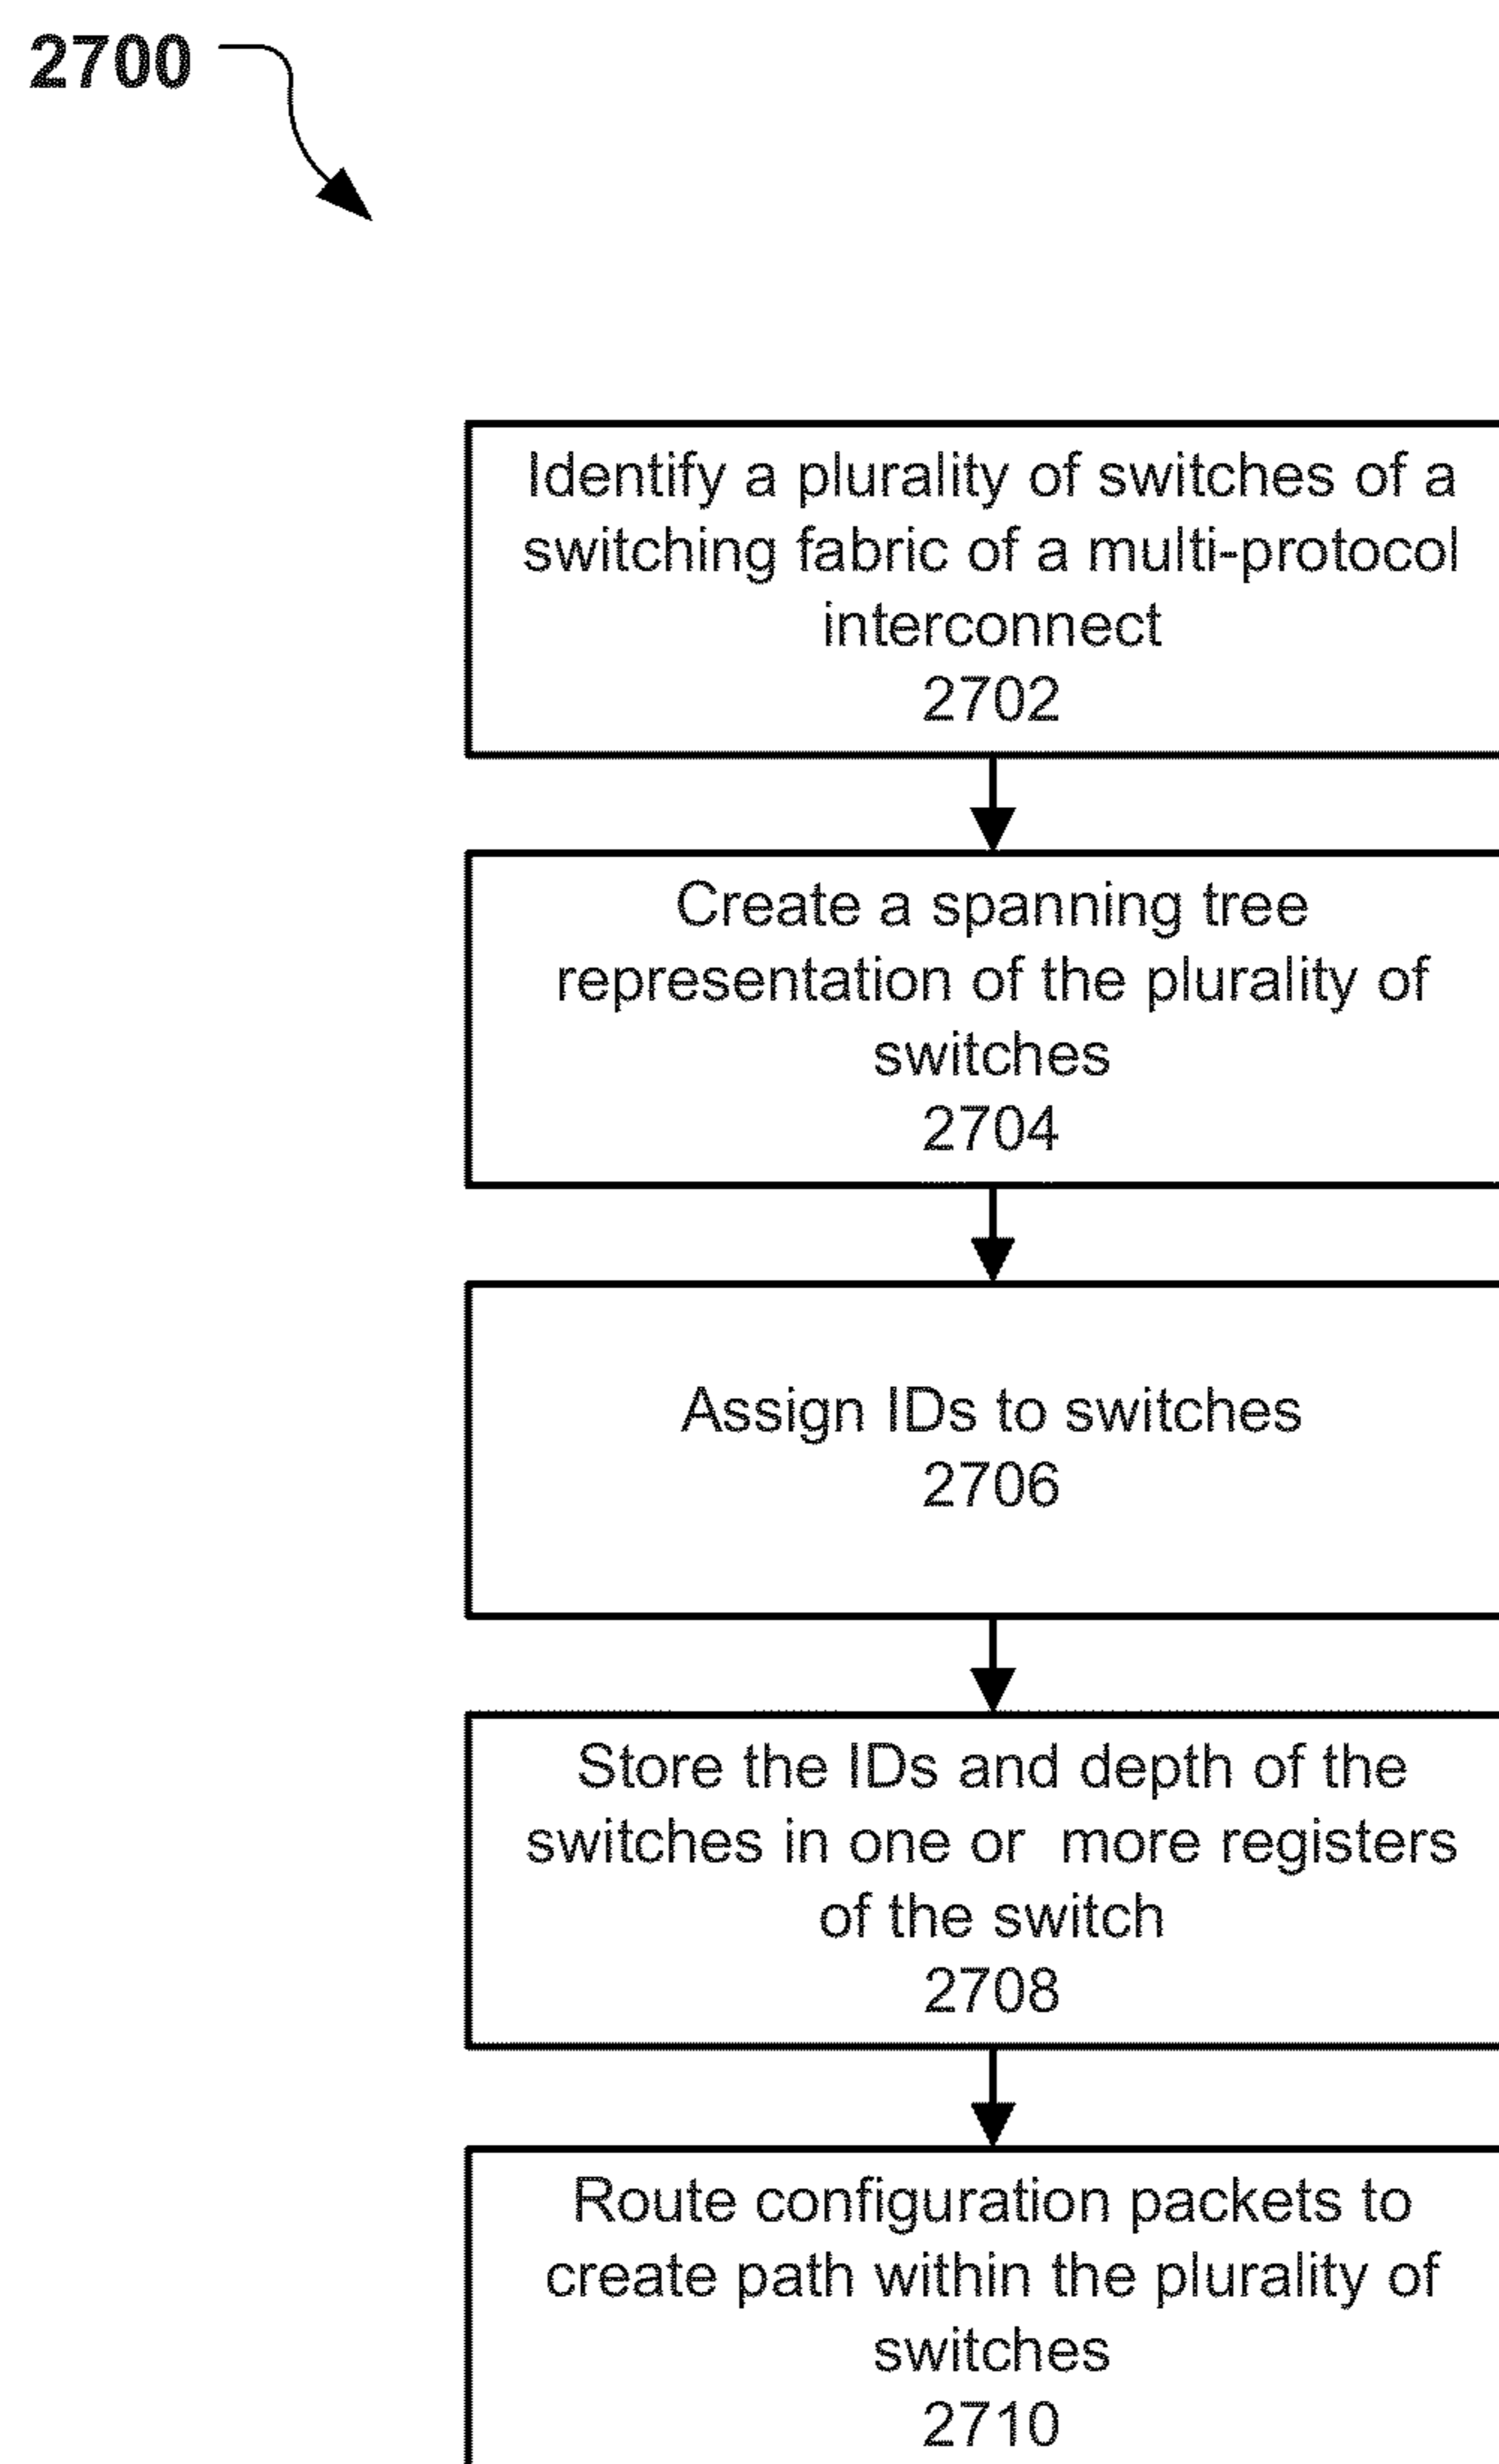 2700
Identify a plurality of switches of a
switching fabric of a multi-protocol
interconnect
2702
Create a spanning tree
representation of the plurality of
switches
2704
Assign IDs to switches
2706
Store the IDs and depth of the
switches in one or  more registers
of the switch
2708
Route configuration packets to
create path within the plurality of
switches
2710